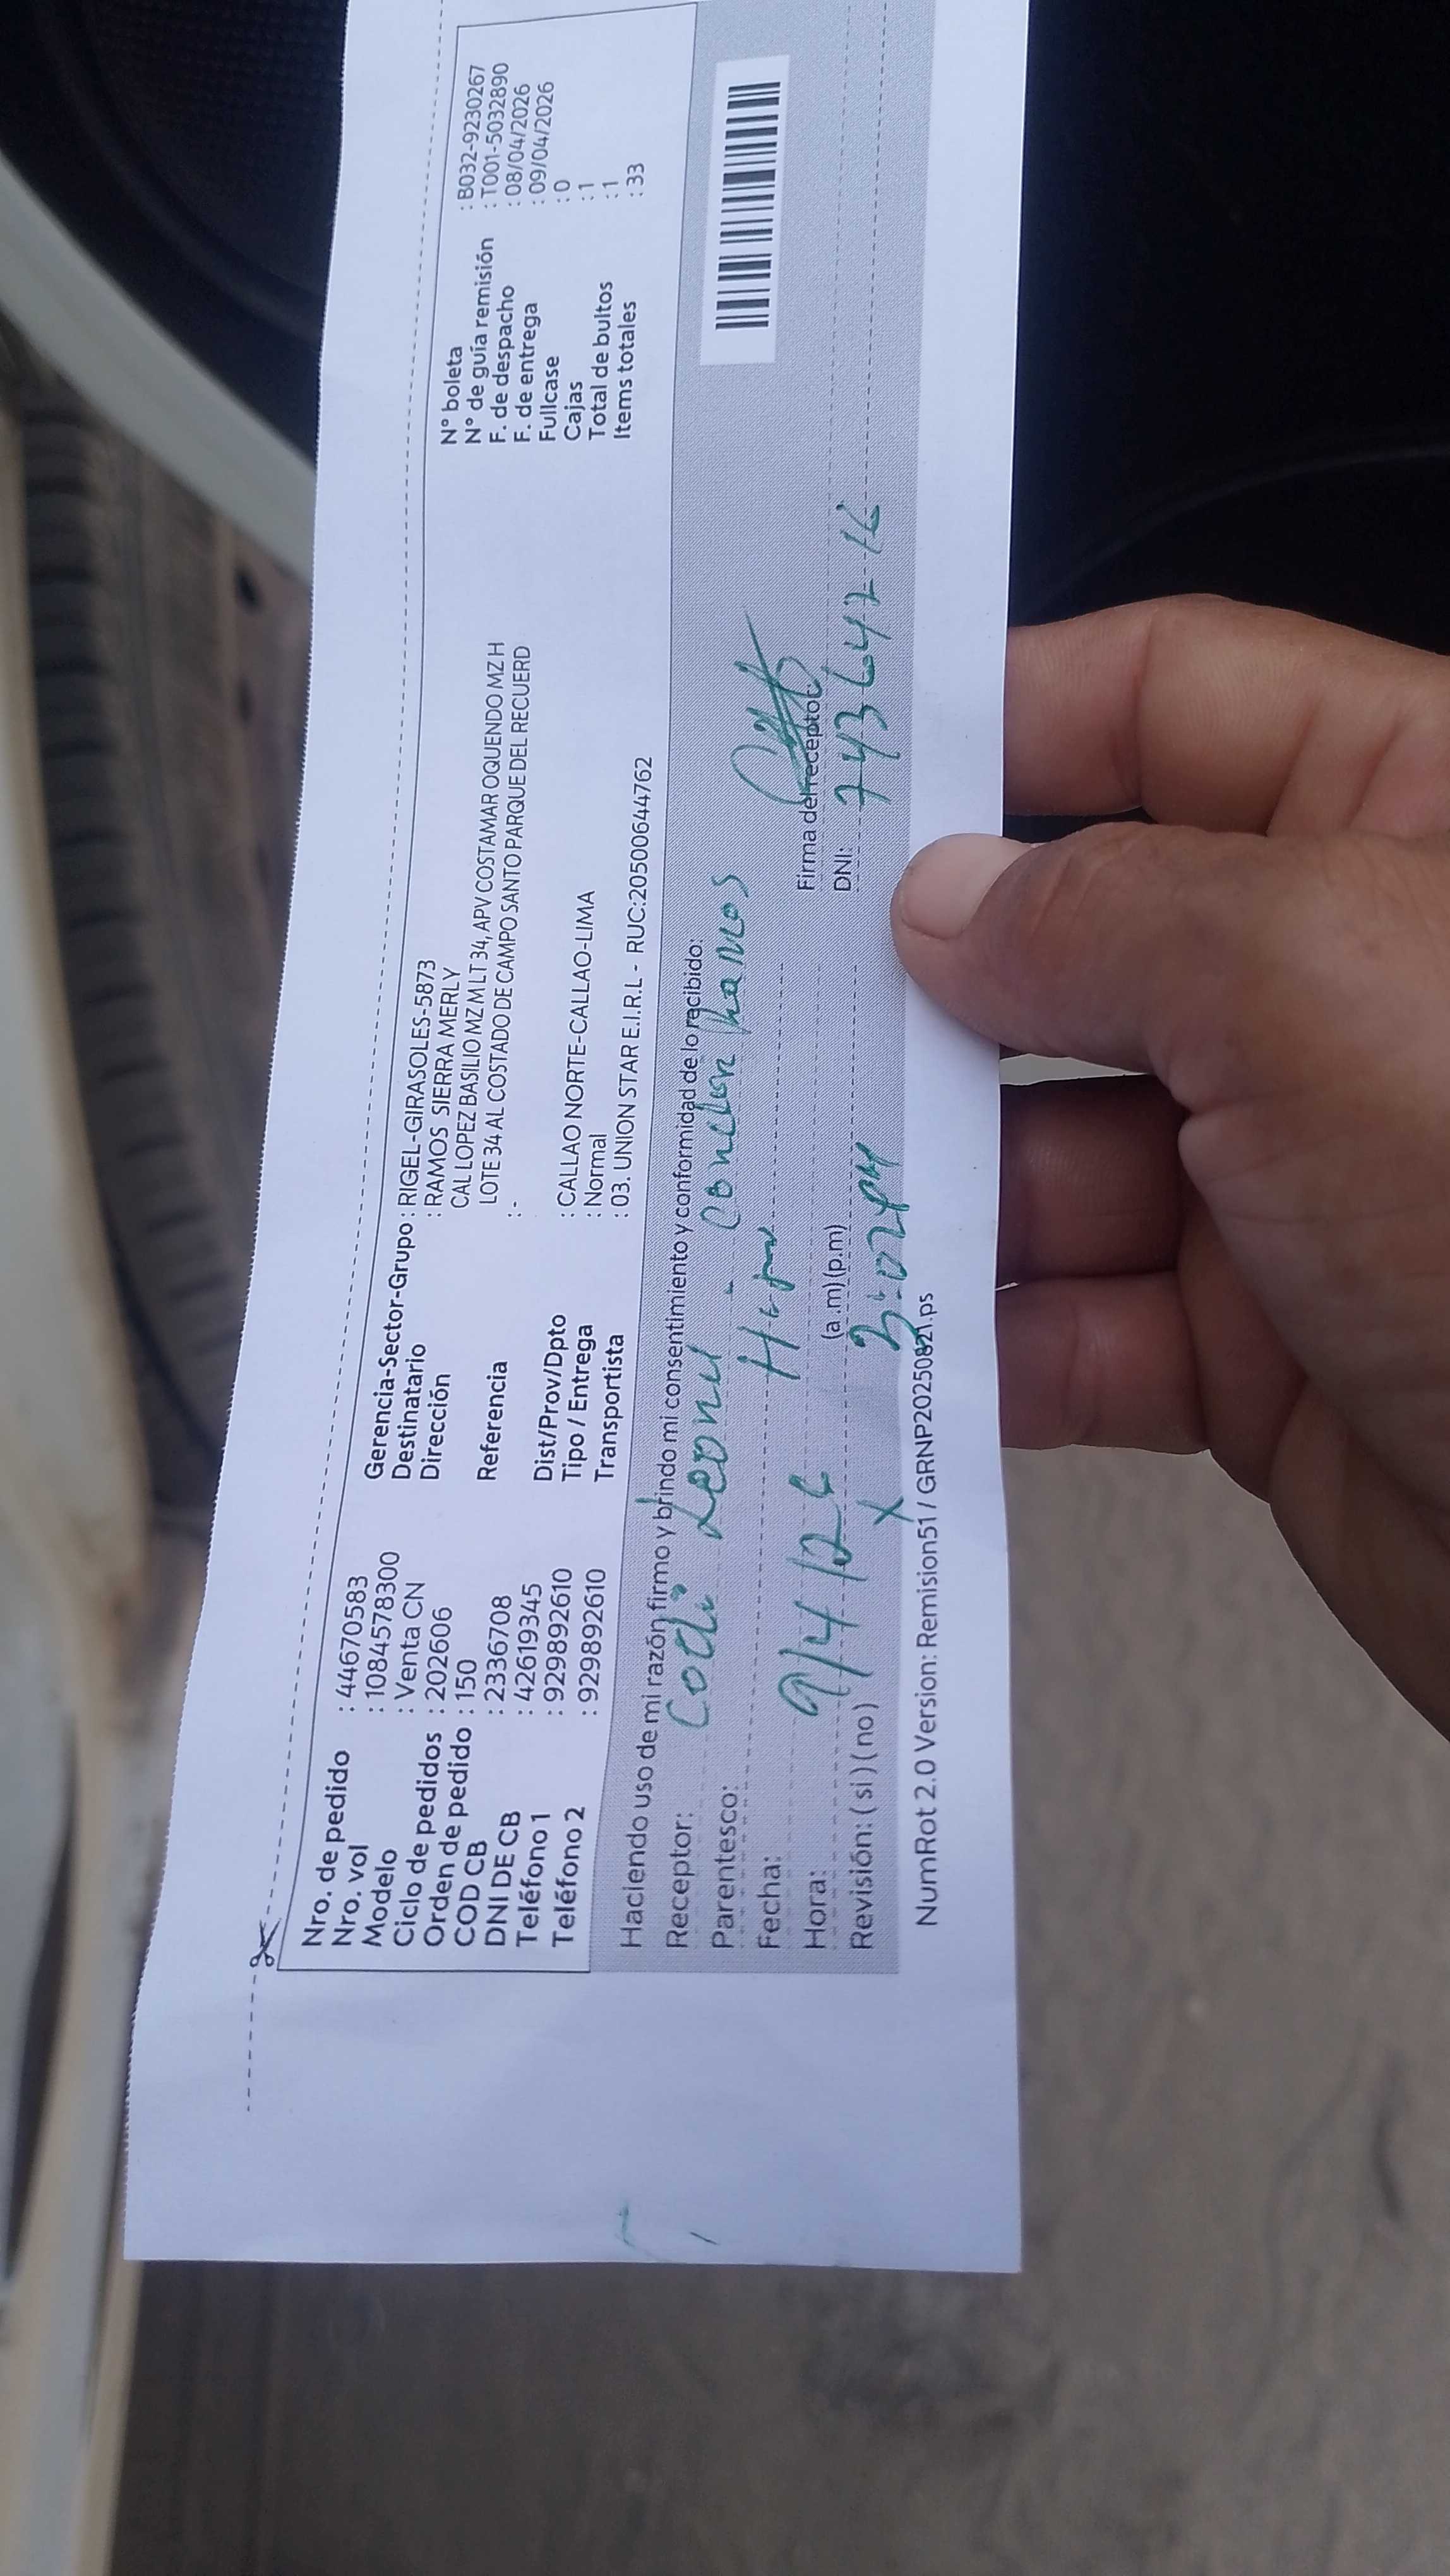 Nro. de pedido : 44670583
Nro. vol : 1084578300
Modelo : Venta CN
Ciclo de pedidos : 202606
Orden de pedido : 150
COD CB : 2336708
DNI DE CB : 42619345
Teléfono 1 : 929892610
Teléfono 2 : 929892610
Gerencia-Sector-Grupo : RIGEL-GIRASOLES-5873
Destinatario : RAMOS SIERRA MERLY
Dirección CAL LOPEZ BASILIO MZ M LT 34, APV COSTAMAR OQUENDO MZ H
LOTE 34 AL COSTADO DE CAMPO SANTO PARQUE DEL RECUERD
Referencia : -
Dist/Prov/Dpto : CALLAO NORTE-CALLAO-LIMA
Tipo / Entrega : Normal
Transportista : 03. UNION STAR E.I.R.L - RUC:20500644762
N° boleta : B032-9230267
N° de guía remisión : T001-5032890
F. de despacho : 08/04/2026
F. de entrega : 09/04/2026
Fullcase : 0
Cajas : 1
Total de bultos : 1
Items totales : 33
Haciendo uso de mi razón firmo y brindo mi consentimiento y conformidad de lo recibido:
Receptor: Ramos
Parentesco:
Fecha: 9/4/26
Hora: (a.m) (p.m) 3:02 PM
Revisión: ( si ) ( no ) X
Firma del receptor:
DNI: 74364716
NumRot 2.0 Version: Remision51 / GRNP20250821.ps